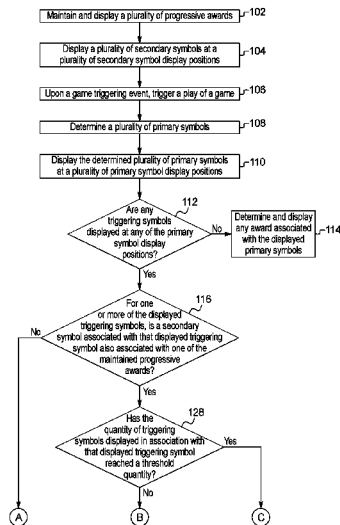 Maintain and display a plurality of progressive awards
102
Display a plurality of secondary symbols at a
plurality of secondary symbol display positions
104
Upon a game triggering event, trigger a play of a game
106
Determine a plurality of primary symbols
108
Display the determined plurality of primary symbols
at a plurality of primary symbol display positions
110
Are any
triggering symbols
displayed at any of the primary
symbol display
positions?
112
No
Determine and display
any award associated
with the displayed
primary symbols
114
Yes
For one
or more of the displayed
triggering symbols, is a secondary
symbol associated with that displayed triggering
symbol also associated with one of the
maintained progressive
awards?
116
No
Yes
Has the
quantity of triggering
symbols displayed in association with
that displayed triggering symbol
reached a threshold
quantity?
128
Yes
No
A
B
C